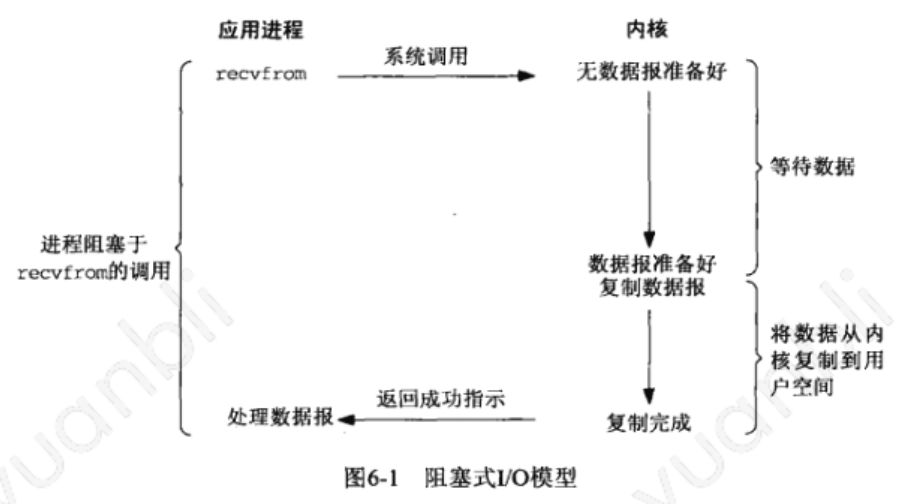 应用进程
内核
recvfrom
系统调用
无数据报准备好
等待数据
进程阻塞于
recvfrom的调用
数据报准备好
复制数据报
将数据从内
核复制到用
户空间
处理数据报
返回成功指示
复制完成
图6-1 阻塞式I/O模型
yuanbli
yuanbli